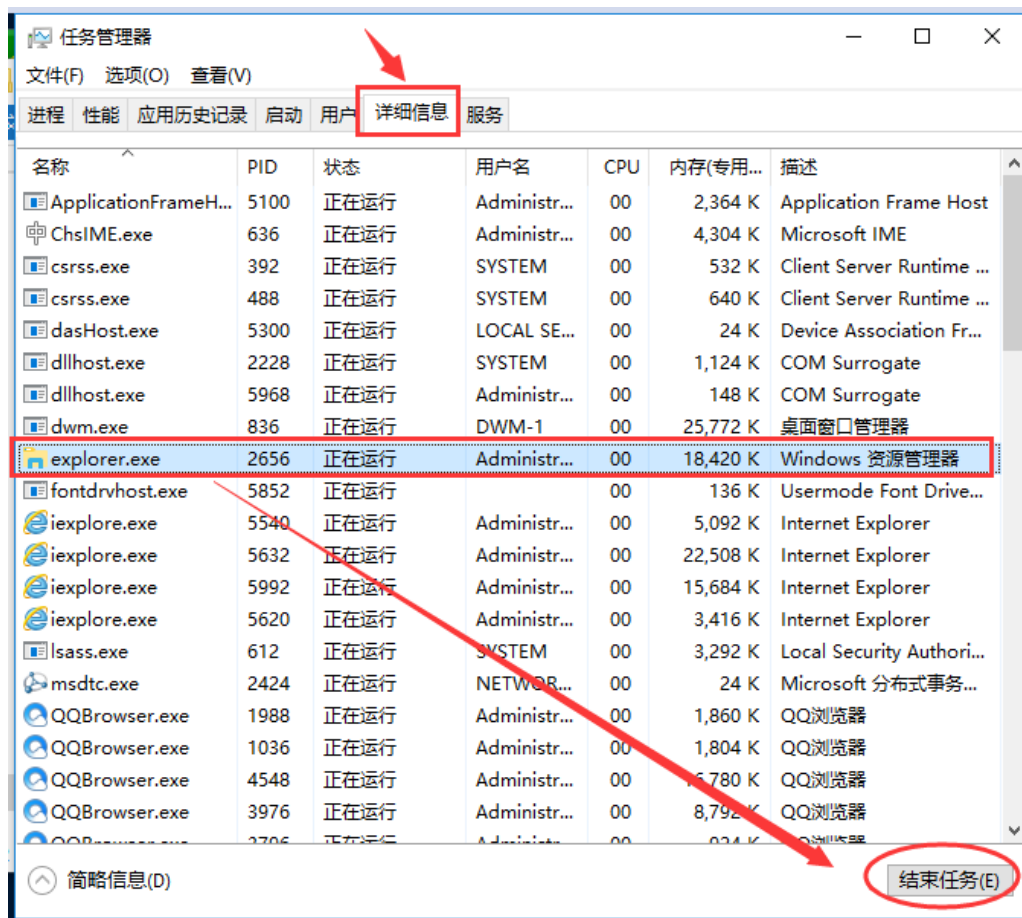 任务管理器
文件(F) 选项(O) 查看(V)
进程 性能 应用历史记录 启动 用户 详细信息 服务
名称 PID 状态 用户名 CPU 内存(专用... 描述
ApplicationFrameH... 5100 正在运行 Administr... 00 2,364 K Application Frame Host
ChsIME.exe 636 正在运行 Administr... 00 4,304 K Microsoft IME
csrss.exe 392 正在运行 SYSTEM 00 532 K Client Server Runtime ...
csrss.exe 488 正在运行 SYSTEM 00 640 K Client Server Runtime ...
dasHost.exe 5300 正在运行 LOCAL SE... 00 24 K Device Association Fr...
dllhost.exe 2228 正在运行 SYSTEM 00 1,124 K COM Surrogate
dllhost.exe 5968 正在运行 Administr... 00 148 K COM Surrogate
dwm.exe 836 正在运行 DWM-1 00 25,772 K 桌面窗口管理器
explorer.exe 2656 正在运行 Administr... 00 18,420 K Windows 资源管理器
fontdrvhost.exe 5852 正在运行 00 136 K Usermode Font Drive...
iexplore.exe 5540 正在运行 Administr... 00 5,092 K Internet Explorer
iexplore.exe 5632 正在运行 Administr... 00 22,508 K Internet Explorer
iexplore.exe 5992 正在运行 Administr... 00 15,684 K Internet Explorer
iexplore.exe 5620 正在运行 Administr... 00 3,416 K Internet Explorer
lsass.exe 612 正在运行 SYSTEM 00 3,292 K Local Security Authori...
msdtc.exe 2424 正在运行 NETWOR... 00 24 K Microsoft 分布式事务...
QQBrowser.exe 1988 正在运行 Administr... 00 1,860 K QQ浏览器
QQBrowser.exe 1036 正在运行 Administr... 00 1,804 K QQ浏览器
QQBrowser.exe 4548 正在运行 Administr... 00 K QQ浏览器
QQBrowser.exe 3976 正在运行 Administr... 00 8,792 K QQ浏览器
简略信息(D) 结束任务(E)